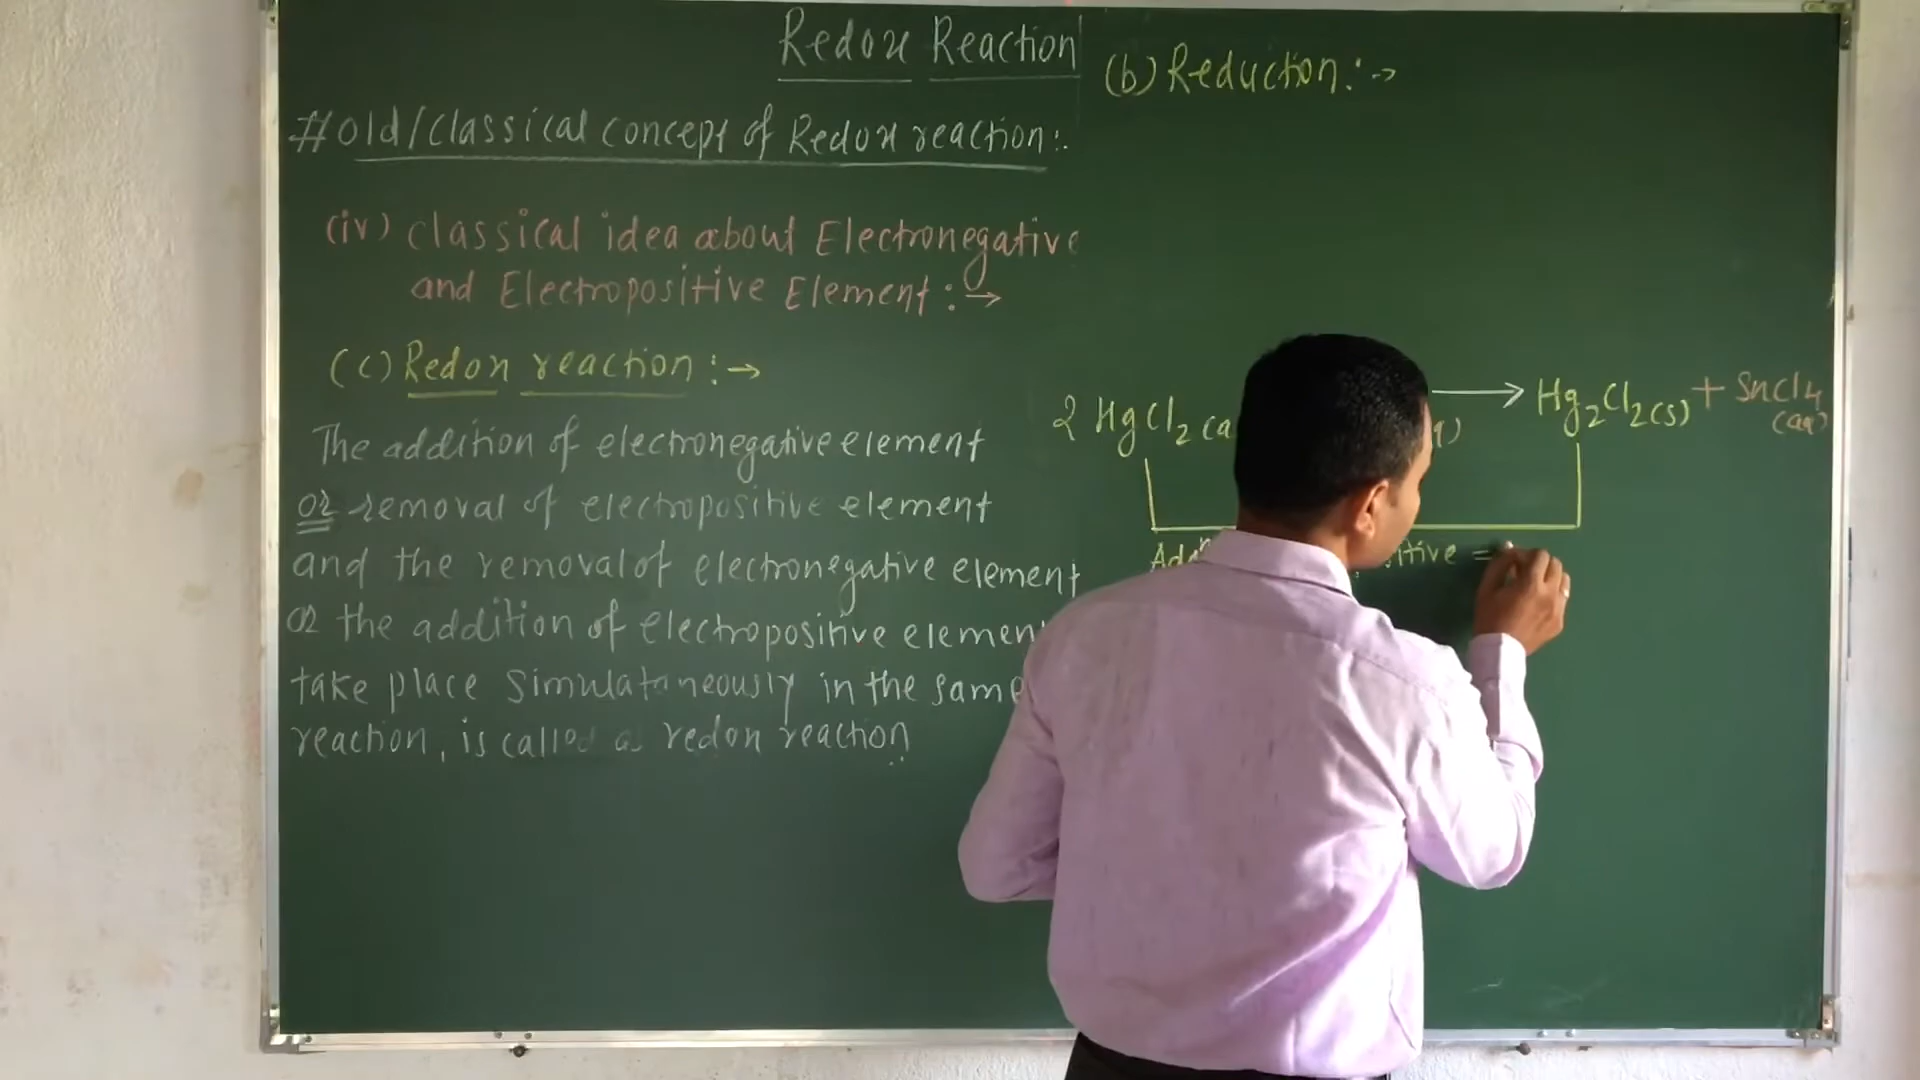 Redox Reaction
#Old/Classical concept of Redox reaction:.
(iv) Classical idea about Electronegative
and Electropositive Element:→
(c) Redox reaction:→
The addition of electronegative element
or removal of electropositive element
and the removal of electronegative element
or the addition of electropositive element
take place simulataneously in the same
reaction, is called as redox reaction
(b) Reduction:→
2 HgCl2 (a → Hg2Cl2(s) + SnCl4
q) (aq)
itive =